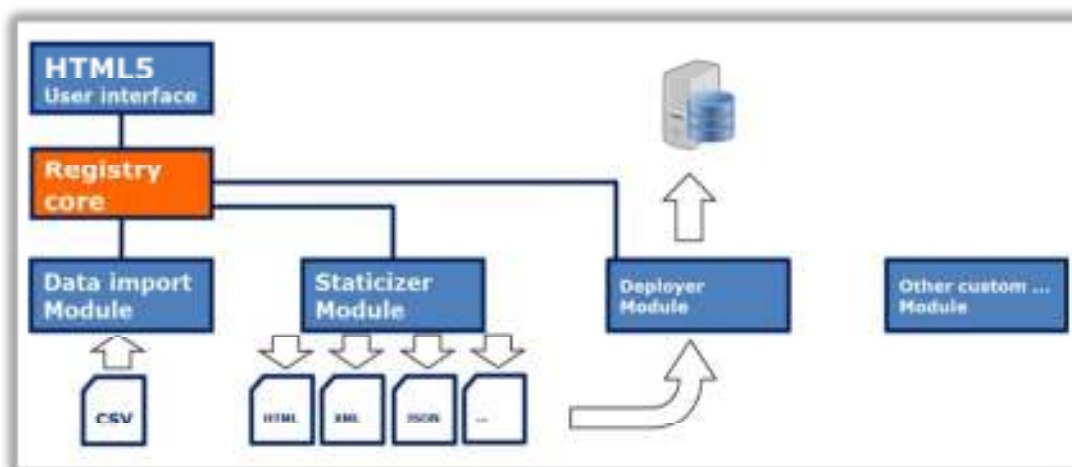 HTML5
User interface
Registry
core
Data import
Module
Staticizer
Module
Deployer
Module
Other custom ...
Module
CSV
HTML
XML
JSON
...